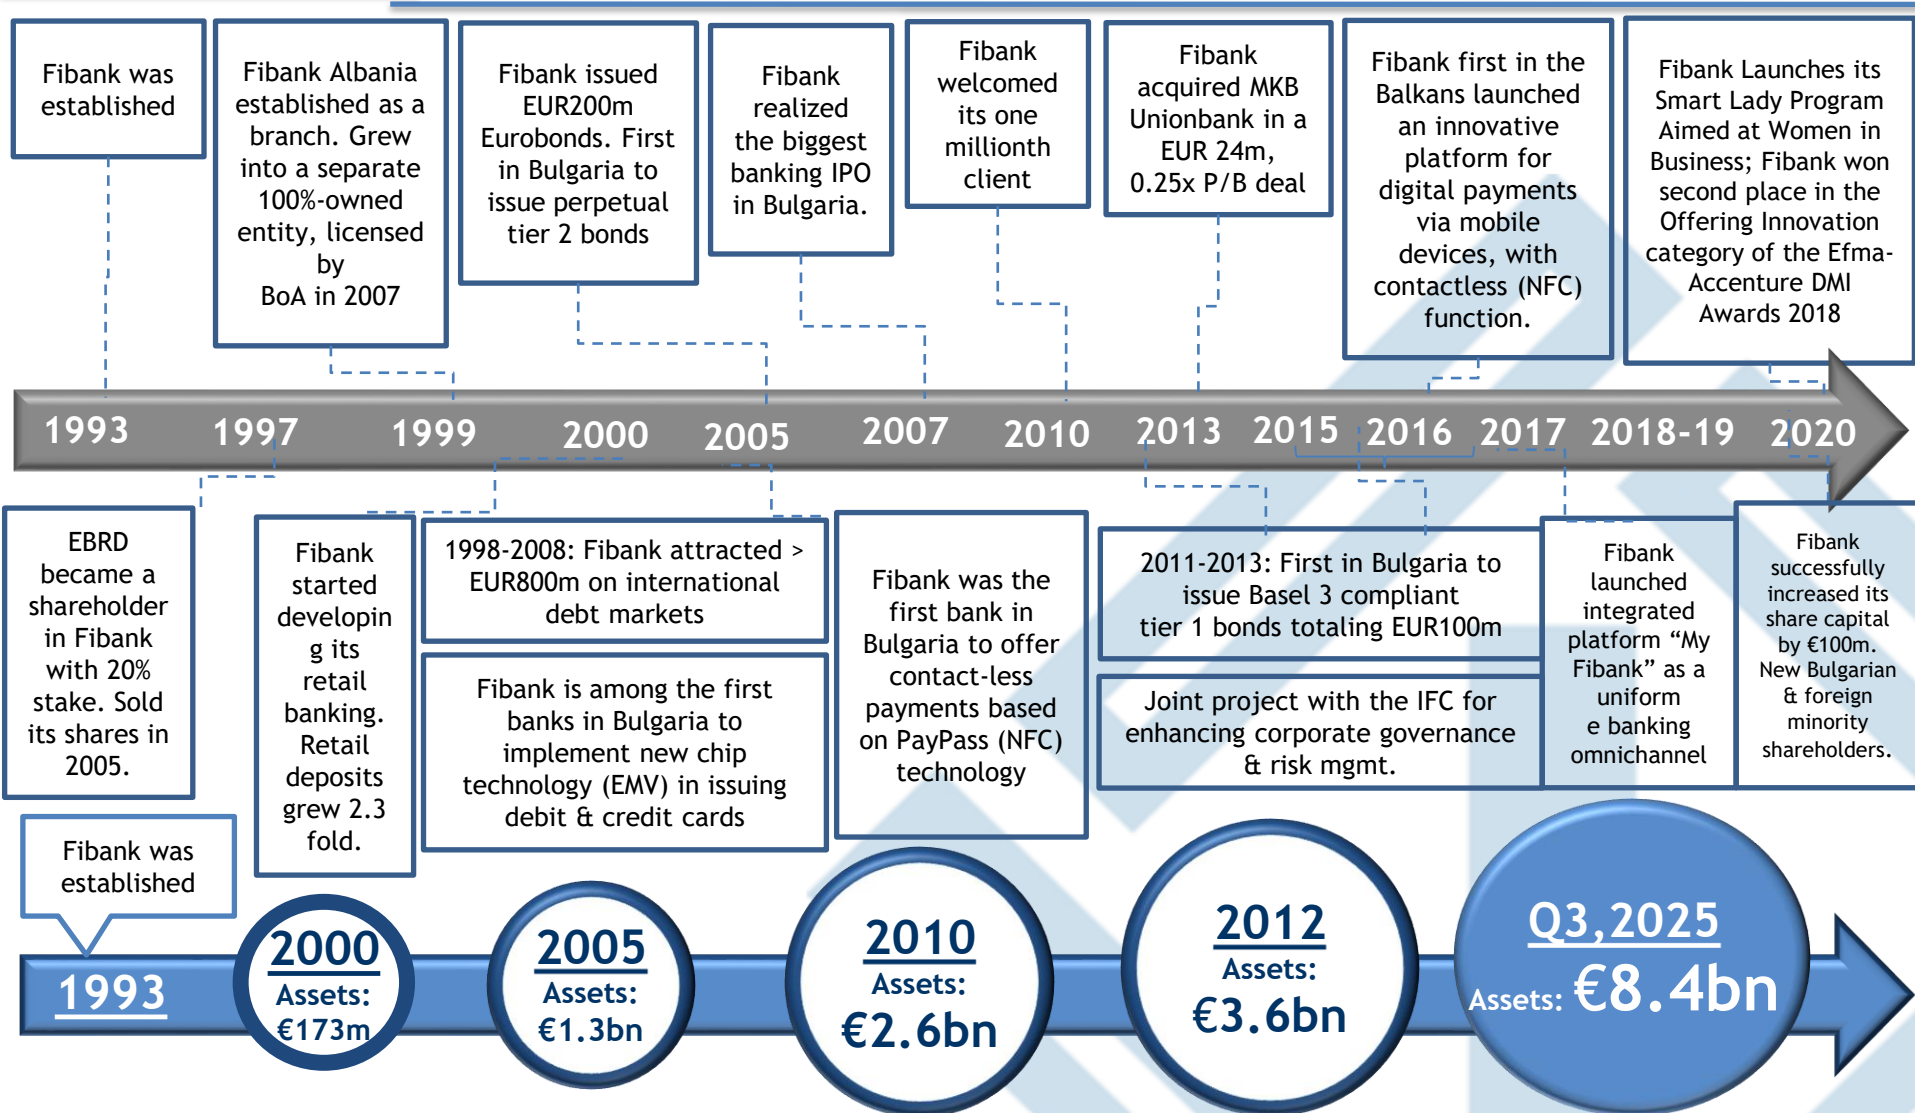 Fibank was
established
Fibank Albania
established as a
branch. Grew
into a separate
100%-owned
entity, licensed
by
BoA in 2007
Fibank issued
EUR200m
Eurobonds. First
in Bulgaria to
issue perpetual
tier 2 bonds
Fibank
realized
the biggest
banking IPO
in Bulgaria.
Fibank
welcomed
its one
millionth
client
Fibank
acquired MKB
Unionbank in a
EUR 24m,
0.25x P/B deal
Fibank first in the
Balkans launched
an innovative
platform for
digital payments
via mobile
devices, with
contactless (NFC)
function.
Fibank Launches its
Smart Lady Program
Aimed at Women in
Business; Fibank won
second place in the
Offering Innovation
category of the Efma-
Accenture DMI
Awards 2018
1993 1997 1999 2000 2005 2007 2010 2013 2015 2016 2017 2018-19 2020
EBRD
became a
shareholder
in Fibank
with 20%
stake. Sold
its shares in
2005.
Fibank
started
developin
g its
retail
banking.
Retail
deposits
grew 2.3
fold.
1998-2008: Fibank attracted >
EUR800m on international
debt markets
Fibank is among the first
banks in Bulgaria to
implement new chip
technology (EMV) in issuing
debit & credit cards
Fibank was the
first bank in
Bulgaria to offer
contact-less
payments based
on PayPass (NFC)
technology
2011-2013: First in Bulgaria to
issue Basel 3 compliant
tier 1 bonds totaling EUR100m
Joint project with the IFC for
enhancing corporate governance
& risk mgmt.
Fibank
launched
integrated
platform “My
Fibank” as a
uniform
e banking
omnichannel
Fibank
successfully
increased its
share capital
by €100m.
New Bulgarian
& foreign
minority
shareholders.
Fibank was
established
1993
2000
Assets:
€173m
2005
Assets:
€1.3bn
2010
Assets:
€2.6bn
2012
Assets:
€3.6bn
Q3,2025
Assets: €8.4bn